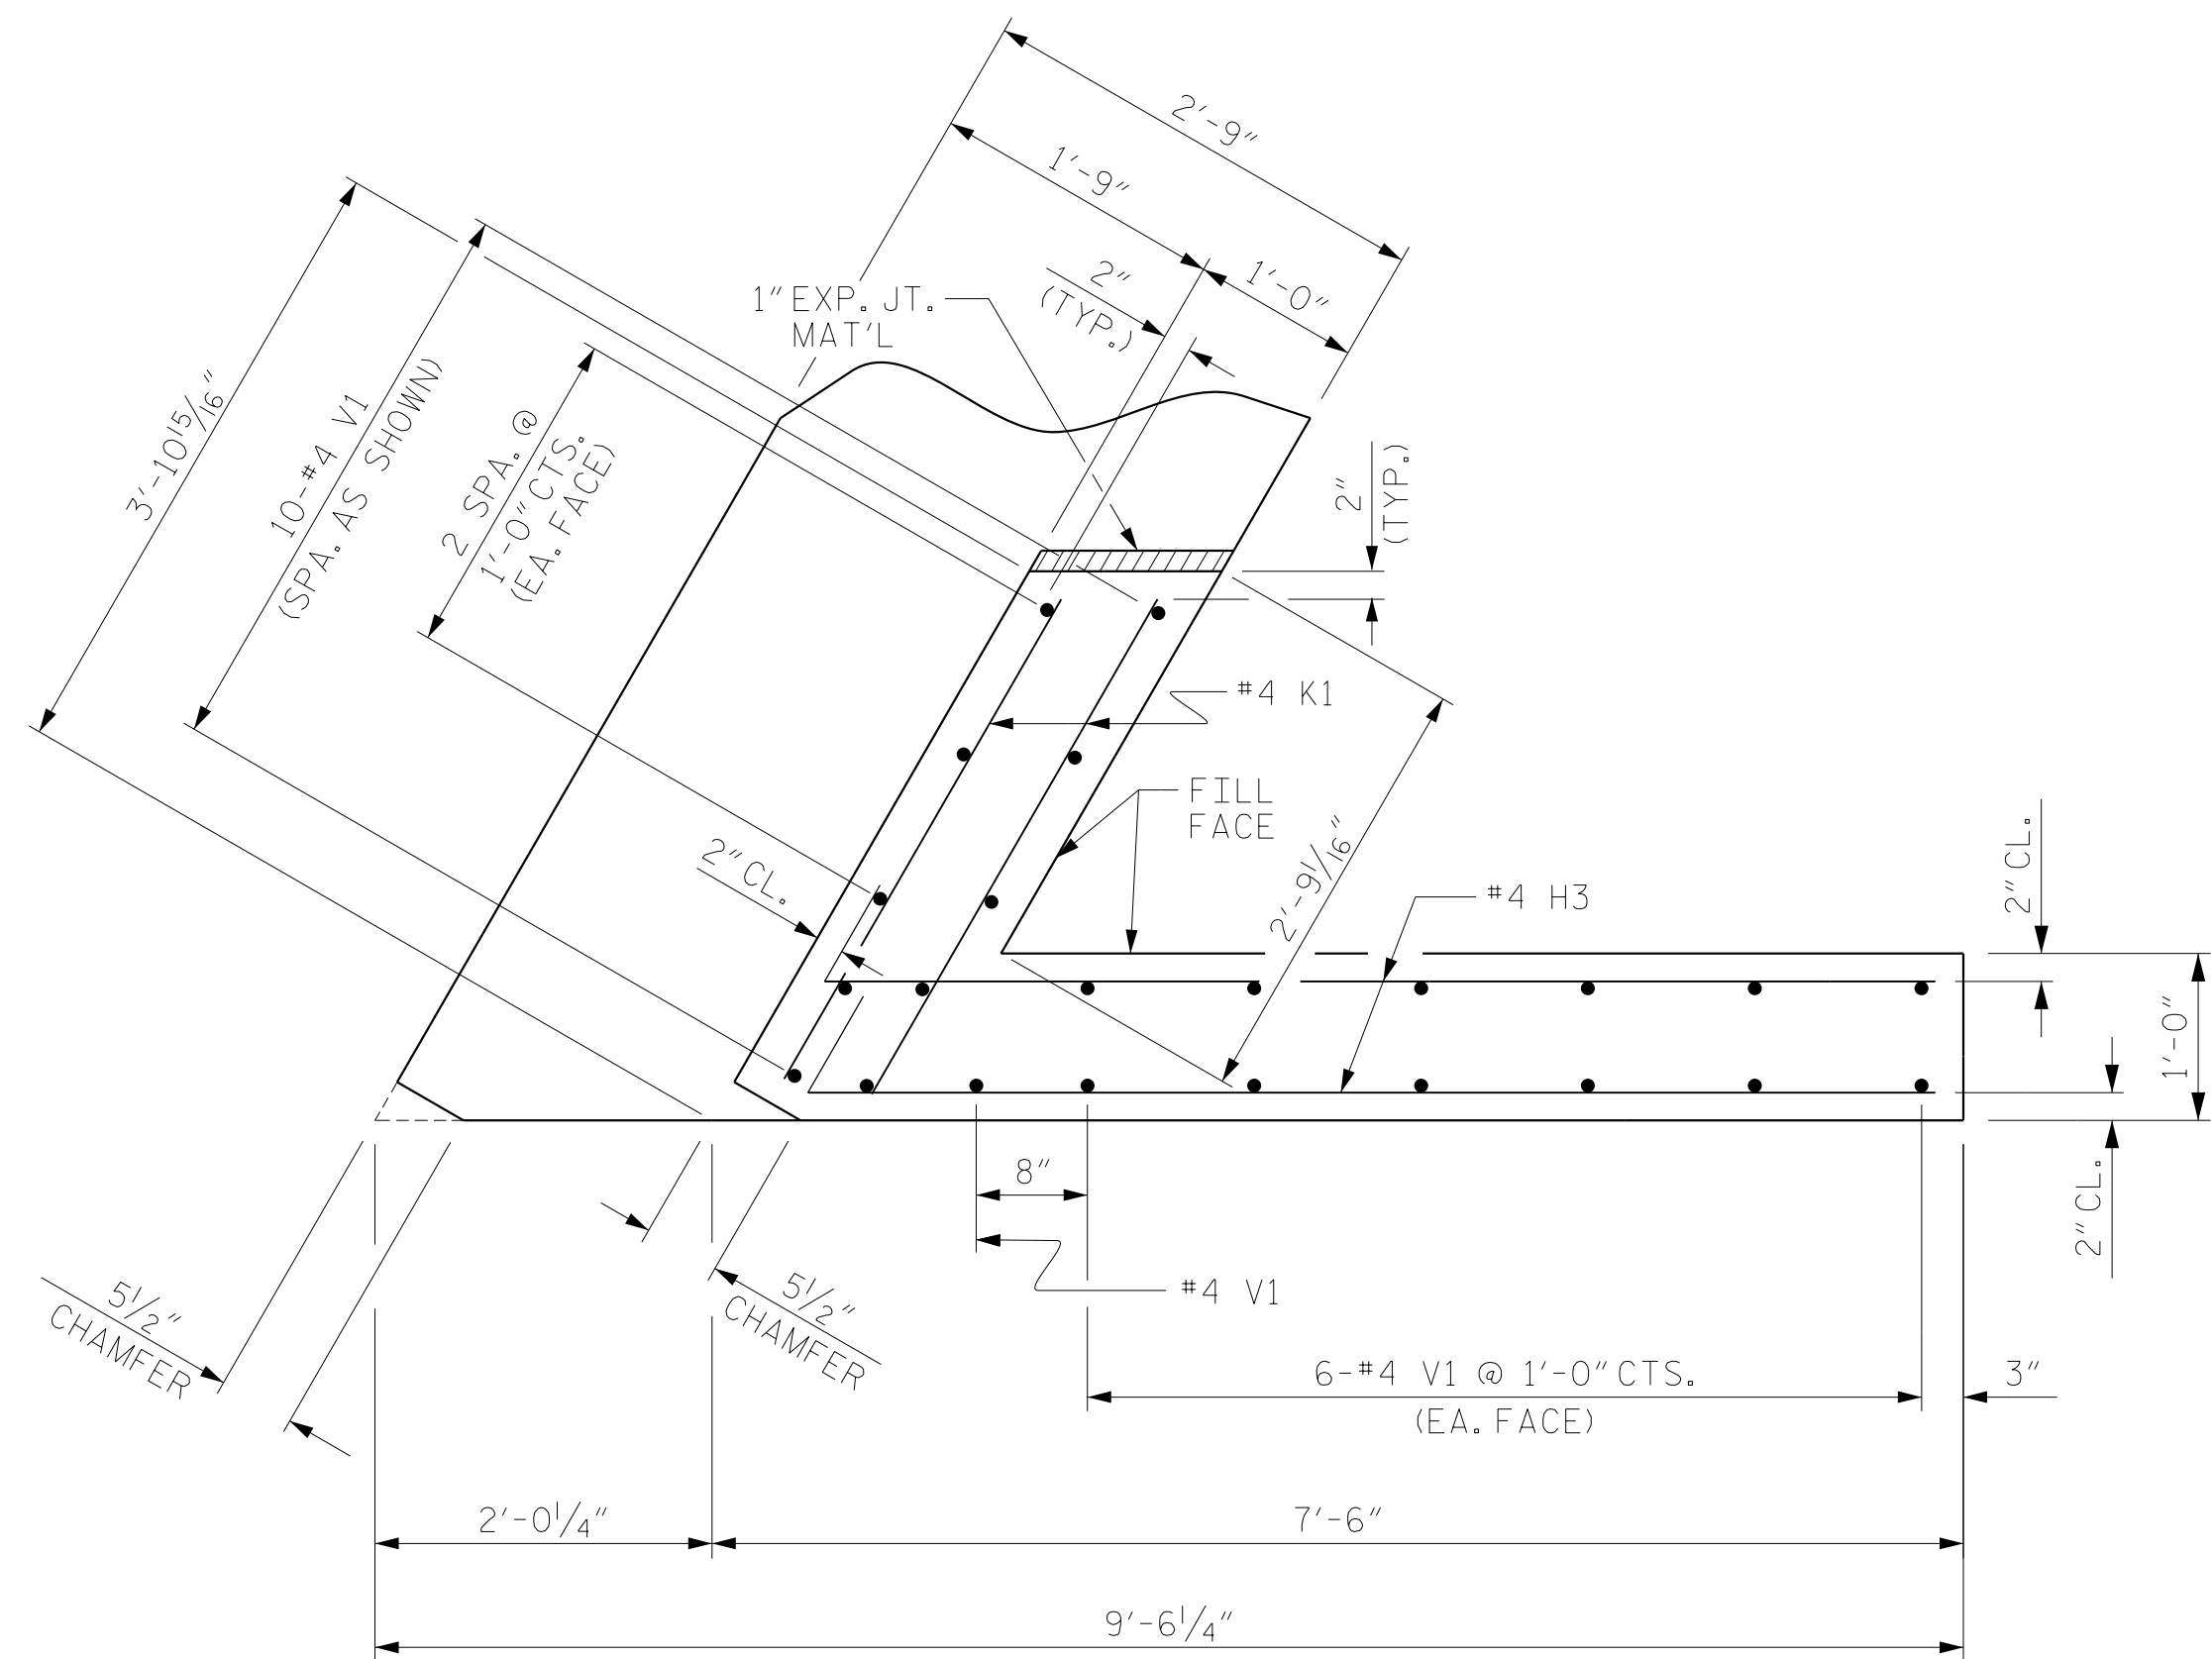 2'-9"
1'-9"
1'-0"
2"
(TYP.)
1" EXP. JT.
MAT'L
3'-10 15/16"
10-#4 V1
(SPA. AS SHOWN)
2 SPA. @
1'-0" CTS.
(EA. FACE)
2"
(TYP.)
#4 K1
FILL
FACE
2" CL.
2'-9 1/16"
#4 H3
2" CL.
1'-0"
2" CL.
8"
#4 V1
5 1/2"
CHAMFER
5 1/2"
CHAMFER
6-#4 V1 @ 1'-0" CTS.
(EA. FACE)
3"
2'-0 1/4"
7'-6"
9'-6 1/4"